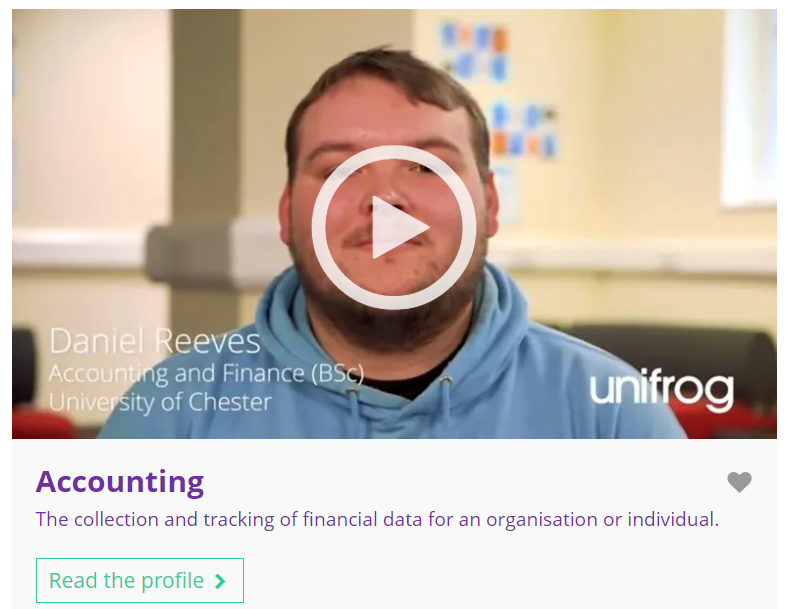 Daniel Reeves
Accounting and Finance (BSc)
University of Chester
unifrog
Accounting
The collection and tracking of financial data for an organisation or individual.
Read the profile